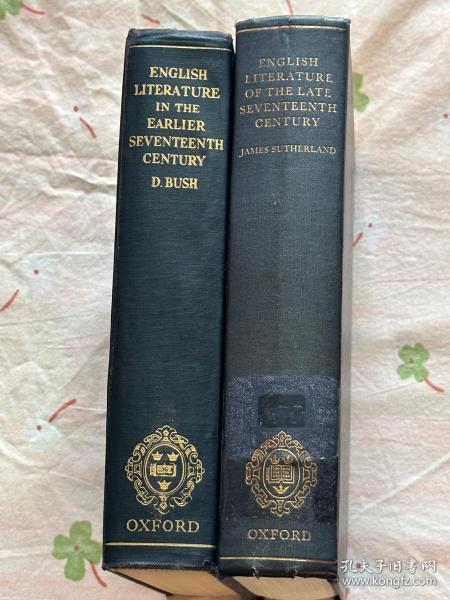 ENGLISH
LITERATURE
IN THE
EARLIER
SEVENTEENTH
CENTURY
D. BUSH
OXFORD
ENGLISH
LITERATURE
OF THE LATE
SEVENTEENTH
CENTURY
JAMES SUTHERLAND
OXFORD
孔夫子旧书网
www.kongfz.com